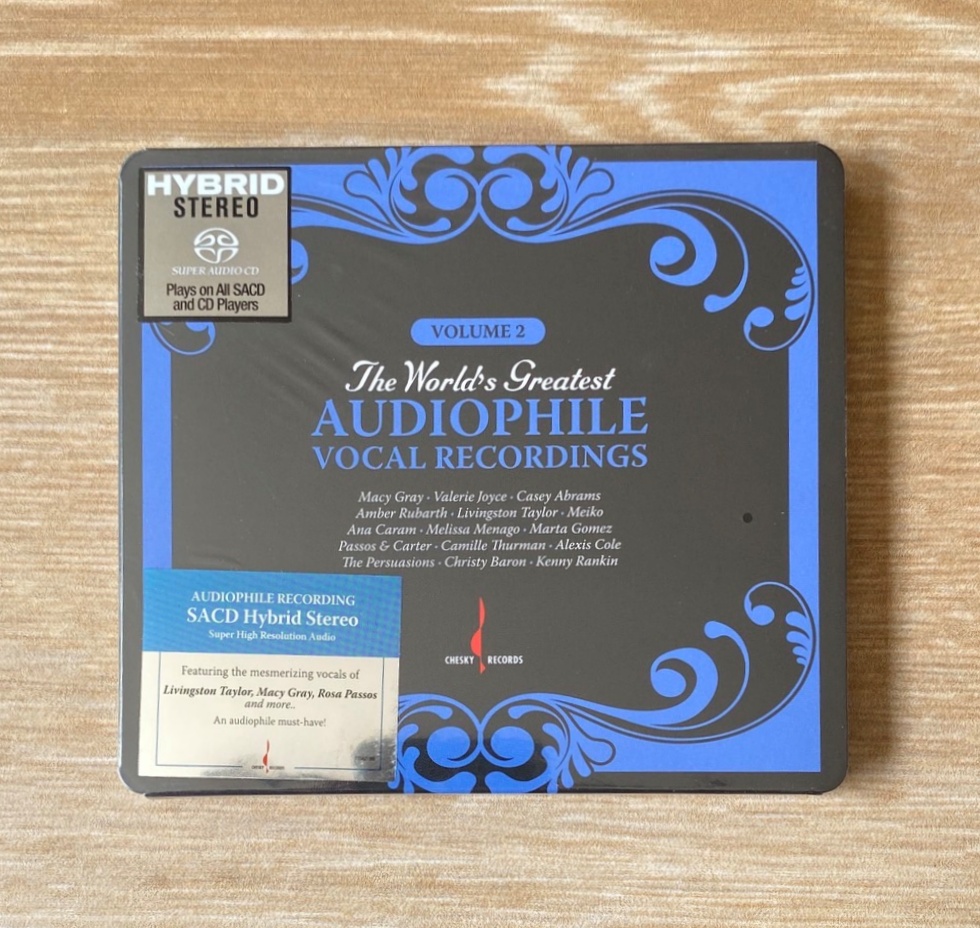 HYBRID
STEREO
SUPER AUDIO CD
Plays on All SACD
and CD Players
VOLUME 2
The World's Greatest
AUDIOPHILE
VOCAL RECORDINGS
Macy Gray · Valerie Joyce · Casey Abrams
Amber Rubarth · Livingston Taylor · Meiko
Ana Caram · Melissa Menago · Marta Gomez
Passos & Carter · Camille Thurman · Alexis Cole
The Persuasions · Christy Baron · Kenny Rankin
CHESKY RECORDS
AUDIOPHILE RECORDING
SACD Hybrid Stereo
Super High Resolution Audio
Featuring the mesmerizing vocals of
Livingston Taylor, Macy Gray, Rosa Passos
and more..
An audiophile must-have!
CHESKY RECORDS